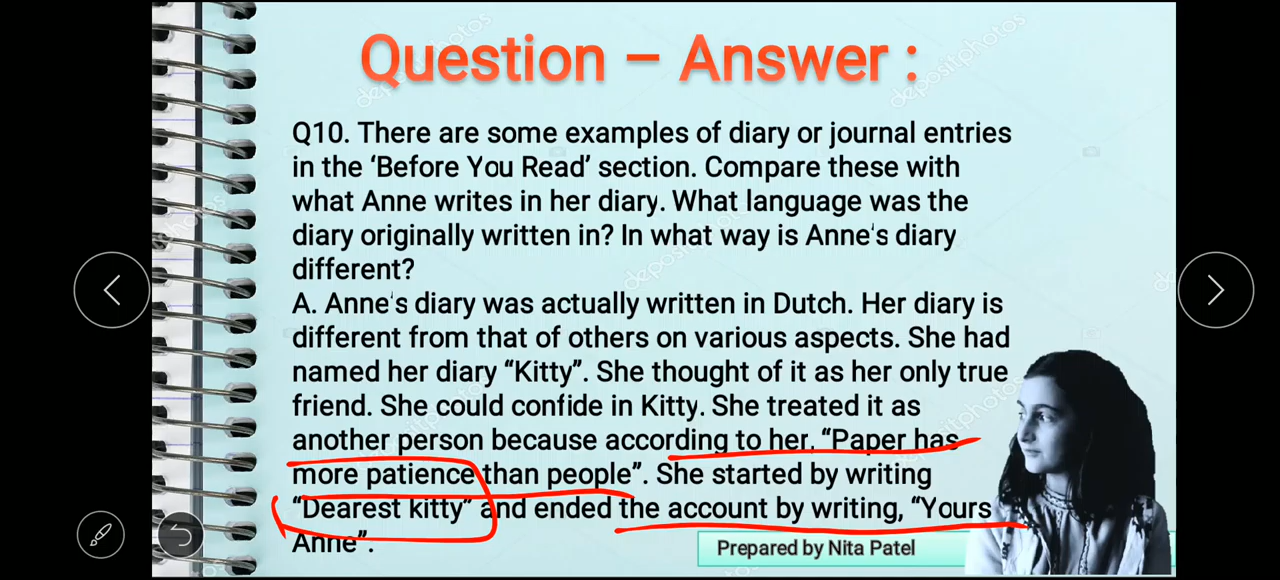 Question – Answer :
Q10. There are some examples of diary or journal entries
in the ‘Before You Read’ section. Compare these with
what Anne writes in her diary. What language was the
diary originally written in? In what way is Anne's diary
different?
A. Anne's diary was actually written in Dutch. Her diary is
different from that of others on various aspects. She had
named her diary “Kitty”. She thought of it as her only true
friend. She could confide in Kitty. She treated it as
another person because according to her, “Paper has
more patience than people”. She started by writing
“Dearest kitty” and ended the account by writing, “Yours
Anne”.
Prepared by Nita Patel
depositphotos
depositphotos